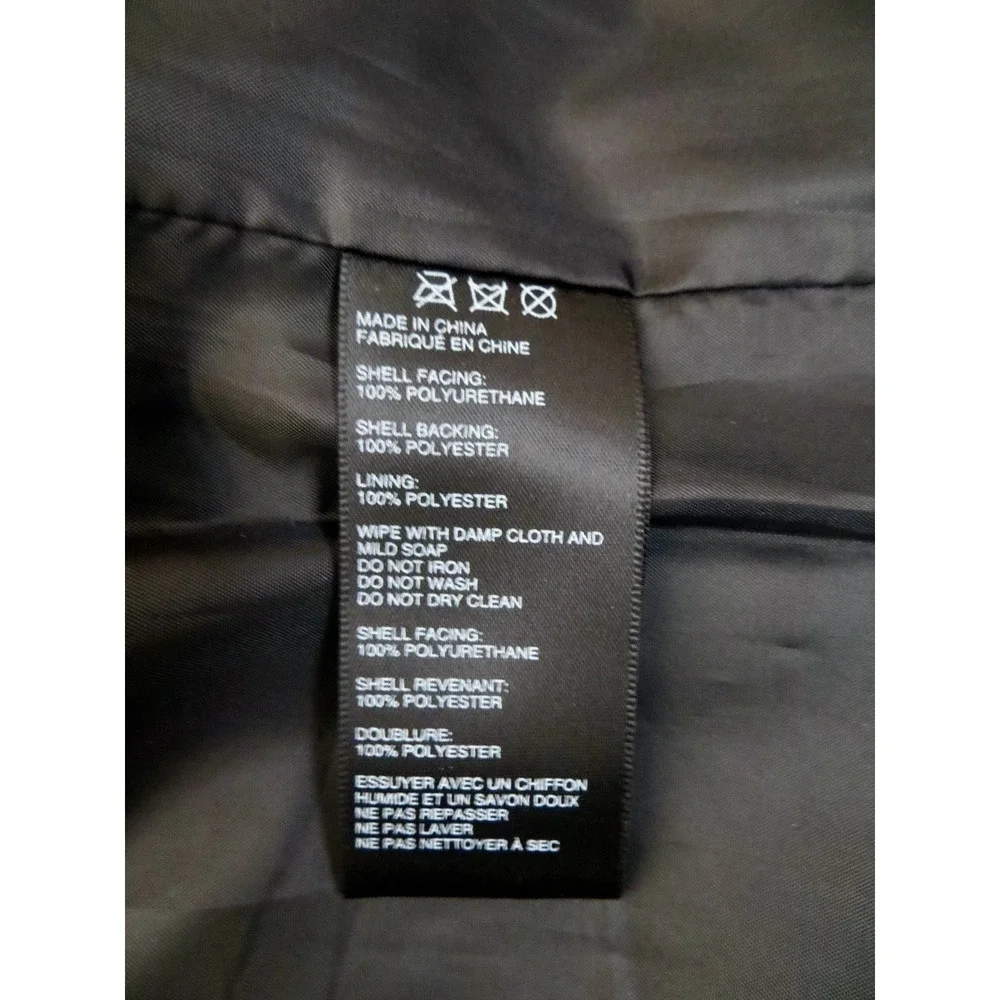 MADE IN CHINA
FABRIQUÉ EN CHINE
SHELL FACING:
100% POLYURETHANE
SHELL BACKING:
100% POLYESTER
LINING:
100% POLYESTER
WIPE WITH DAMP CLOTH AND
MILD SOAP
DO NOT IRON
DO NOT WASH
DO NOT DRY CLEAN
SHELL FACING:
100% POLYURETHANE
SHELL REVENANT:
100% POLYESTER
DOUBLURE:
100% POLYESTER
ESSUYER AVEC UN CHIFFON
HUMIDE ET UN SAVON DOUX
NE PAS REPASSER
NE PAS LAVER
NE PAS NETTOYER À SEC